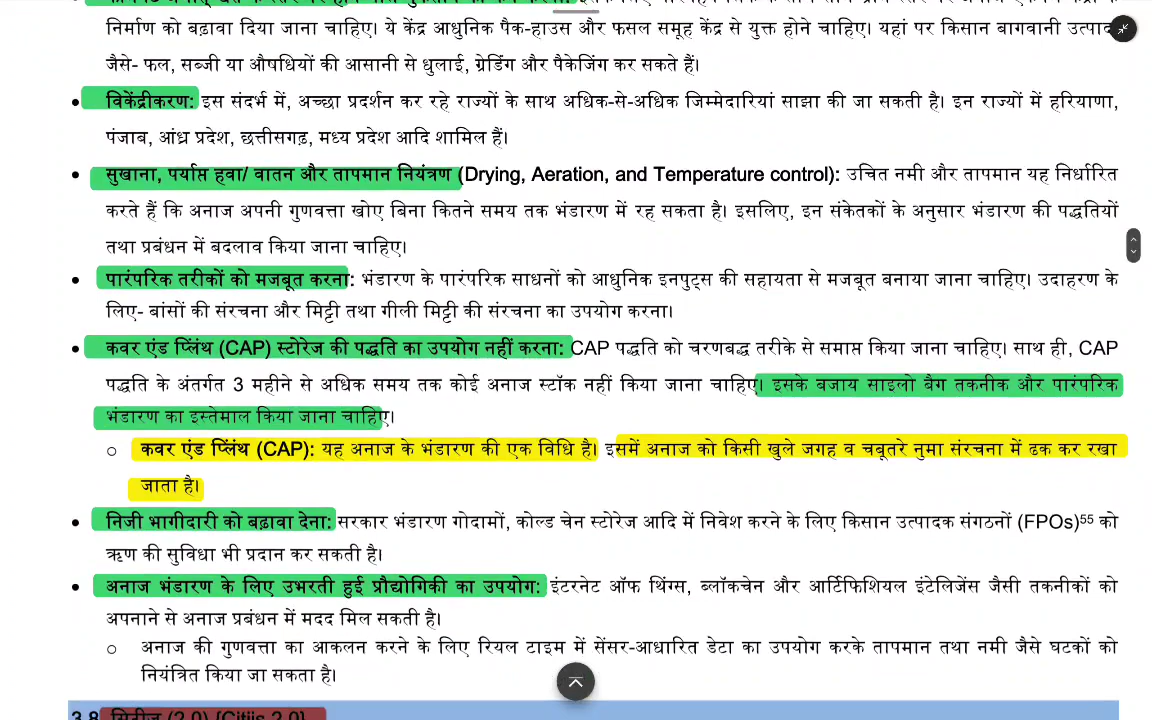 निर्माण को बढ़ावा दिया जाना चाहिए। ये केंद्र आधुनिक पैक-हाउस और फसल समूह केंद्र से युक्त होने चाहिए। यहां पर किसान बागवानी
जैसे- फल, सब्जी या औषधियों की आसानी से धुलाई, ग्रेडिंग और पैकेजिंग कर सकते हैं।
• विकेंद्रीकरण: इस संदर्भ में, अच्छा प्रदर्शन कर रहे राज्यों के साथ अधिक-से-अधिक जिम्मेदारियां साझा की जा सकती है। इन राज्यों में हरियाणा,
पंजाब, आंध्र प्रदेश, छत्तीसगढ़, मध्य प्रदेश आदि शामिल हैं।
• सुखाना, पर्याप्त हवा/ वातन और तापमान नियंत्रण (Drying, Aeration, and Temperature control): उचित नमी और तापमान यह निर्धारित
करते हैं कि अनाज अपनी गुणवत्ता खोए बिना कितने समय तक भंडारण में रह सकता है। इसलिए, इन संकेतकों के अनुसार भंडारण की पद्धतियों
तथा प्रबंधन में बदलाव किया जाना चाहिए।
• पारंपरिक तरीकों को मजबूत करना: भंडारण के पारंपरिक साधनों को आधुनिक इनपुट्स की सहायता से मजबूत बनाया जाना चाहिए। उदाहरण के
लिए- बांसों की संरचना और मिट्टी तथा गीली मिट्टी की संरचना का उपयोग करना।
• कवर एंड प्लिंथ (CAP) स्टोरेज की पद्धति का उपयोग नहीं करना: CAP पद्धति को चरणबद्ध तरीके से समाप्त किया जाना चाहिए। साथ ही, CAP
पद्धति के अंतर्गत 3 महीने से अधिक समय तक कोई अनाज स्टॉक नहीं किया जाना चाहिए। इसके बजाय साइलो बैग तकनीक और पारंपरिक
भंडारण का इस्तेमाल किया जाना चाहिए।
○ कवर एंड प्लिंथ (CAP): यह अनाज के भंडारण की एक विधि है। इसमें अनाज को किसी खुले जगह व चबूतरे नुमा संरचना में ढक कर रखा
जाता है।
• निजी भागीदारी को बढ़ावा देना: सरकार भंडारण गोदामों, कोल्ड चेन स्टोरेज आदि में निवेश करने के लिए किसान उत्पादक संगठनों (FPOs)⁵⁵ को
ऋण की सुविधा भी प्रदान कर सकती है।
• अनाज भंडारण के लिए उभरती हुई प्रौद्योगिकी का उपयोग: इंटरनेट ऑफ थिंग्स, ब्लॉकचेन और आर्टिफिशियल इंटेलिजेंस जैसी तकनीकों को
अपनाने से अनाज प्रबंधन में मदद मिल सकती है।
○ अनाज की गुणवत्ता का आकलन करने के लिए रियल टाइम में सेंसर-आधारित डेटा का उपयोग करके तापमान तथा नमी जैसे घटकों को
नियंत्रित किया जा सकता है।
3.8 सिटीज (2.0) {Citiis 2.0}